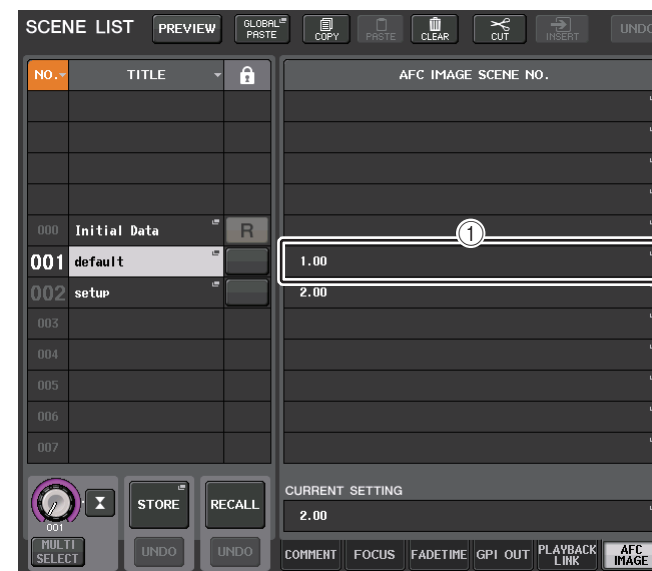 SCENE LIST PREVIEW GLOBAL PASTE COPY PASTE CLEAR CUT INSERT UNDO
NO. TITLE AFC IMAGE SCENE NO.
000 Initial Data R
①
001 default 1.00
002 setup 2.00
003
004
005
006
007
CURRENT SETTING
STORE RECALL
2.00
001
MULTI SELECT UNDO UNDO COMMENT FOCUS FADETIME GPI OUT PLAYBACK LINK AFC IMAGE